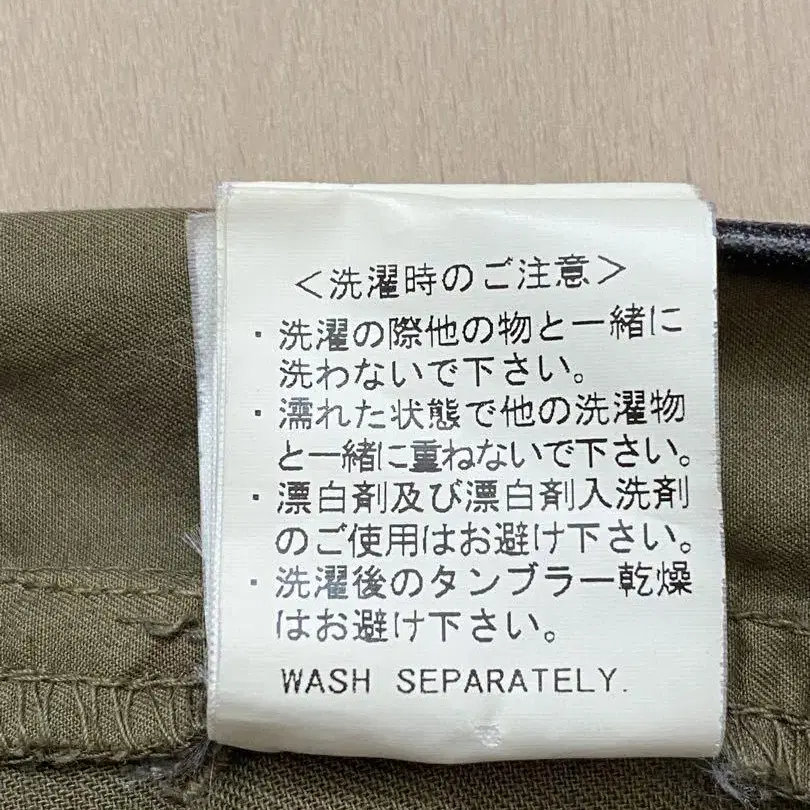 ＜洗濯時のご注意＞
・洗濯の際他の物と一緒に
洗わないで下さい。
・濡れた状態で他の洗濯物
と一緒に重ねないで下さい。
・漂白剤及び漂白剤入洗剤
のご使用はお避け下さい。
・洗濯後のタンブラー乾燥
はお避け下さい。
WASH SEPARATELY.